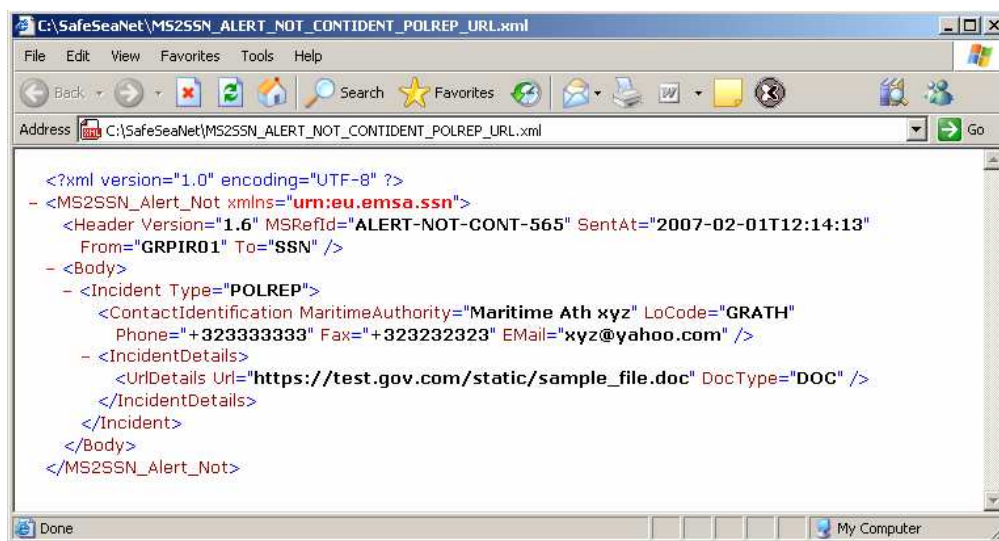 C:\SafeSeaNet\MS2SSN_ALERT_NOT_CONTIDENT_POLREP_URL.xml
File Edit View Favorites Tools Help
Back Search Favorites
Address C:\SafeSeaNet\MS2SSN_ALERT_NOT_CONTIDENT_POLREP_URL.xml Go
<?xml version="1.0" encoding="UTF-8" ?>
- <MS2SSN_Alert_Not xmlns="urn:eu.emsa.ssn">
<Header Version="1.6" MSRefId="ALERT-NOT-CONT-565" SentAt="2007-02-01T12:14:13"
From="GRPIR01" To="SSN" />
- <Body>
- <Incident Type="POLREP">
<ContactIdentification MaritimeAuthority="Maritime Ath xyz" LoCode="GRATH"
Phone="+323333333" Fax="+323232323" EMail="xyz@yahoo.com" />
- <IncidentDetails>
<UrlDetails Url="https://test.gov.com/static/sample_file.doc" DocType="DOC" />
</IncidentDetails>
</Incident>
</Body>
</MS2SSN_Alert_Not>
Done My Computer